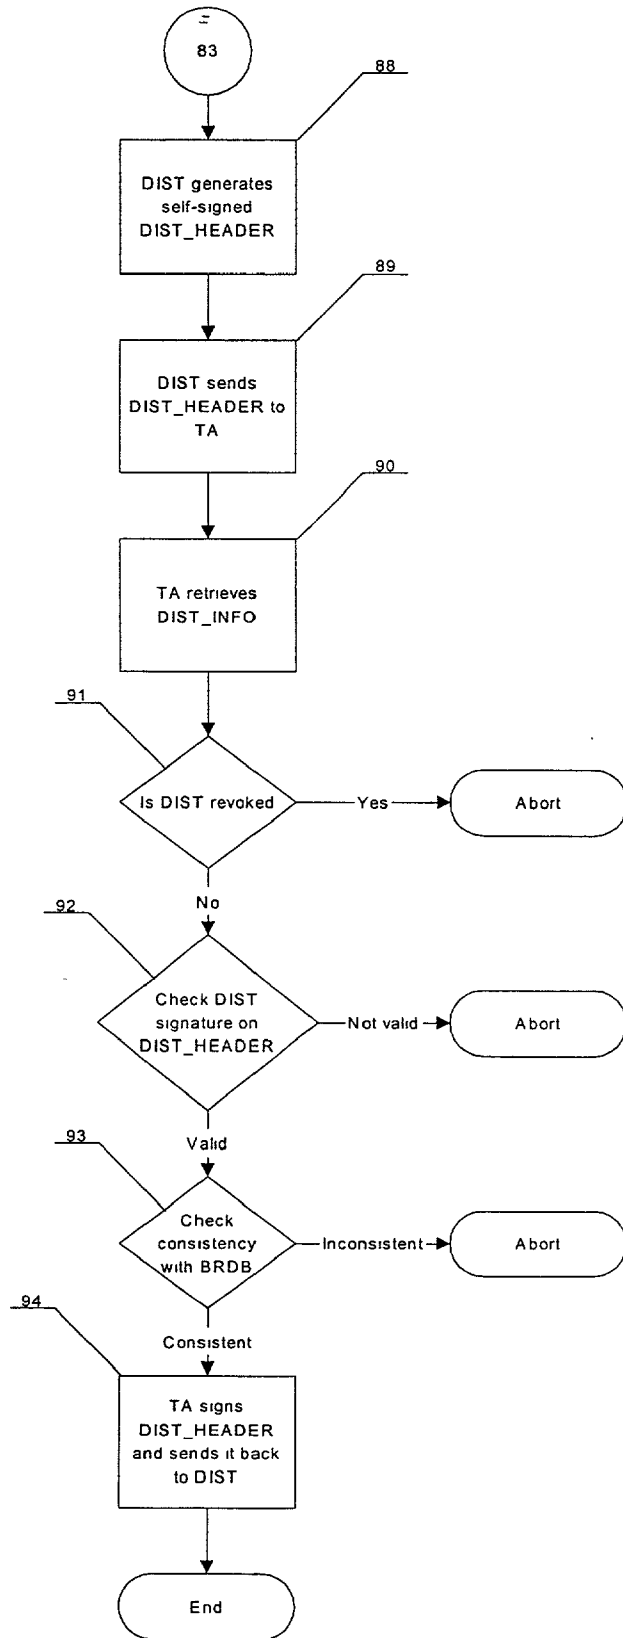 83
88
DIST generates
self-signed
DIST_HEADER
89
DIST sends
DIST_HEADER to
TA
90
TA retrieves
DIST_INFO
91
Is DIST revoked
Yes
Abort
No
92
Check DIST
signature on
DIST_HEADER
Not valid
Abort
Valid
93
Check
consistency
with BRDB
Inconsistent
Abort
Consistent
94
TA signs
DIST_HEADER
and sends it back
to DIST
End